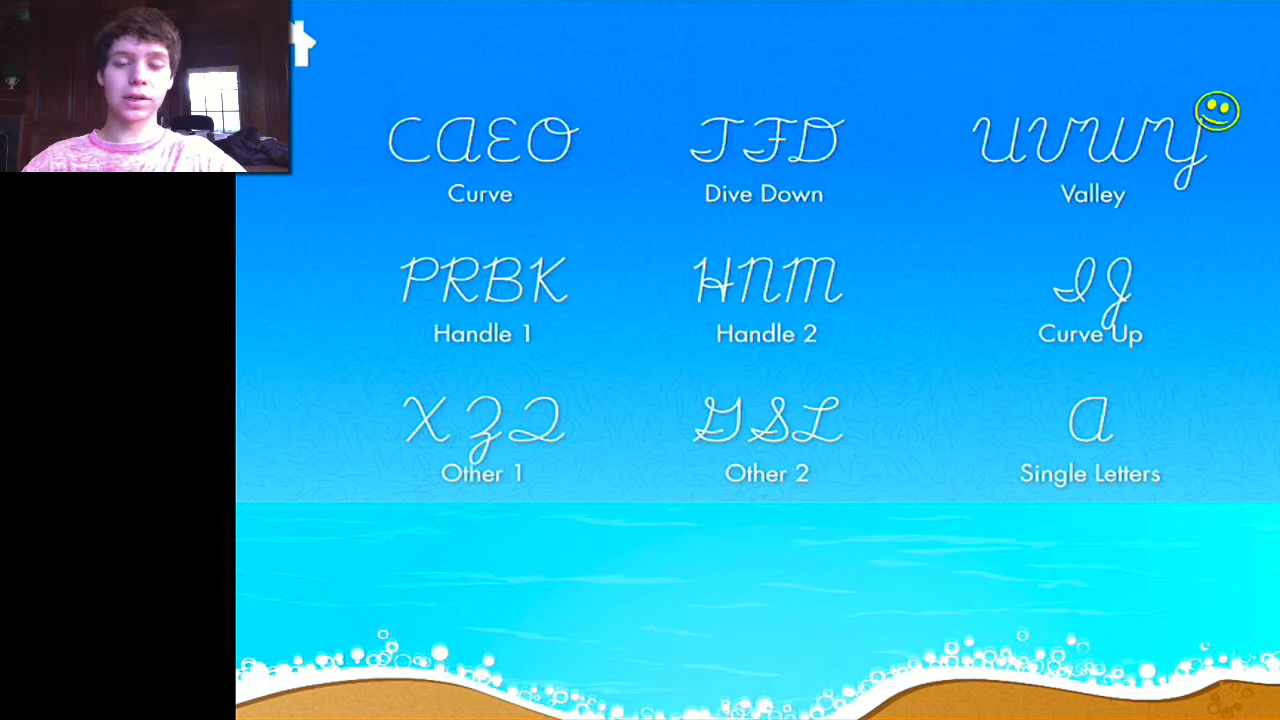 CAEO TFD UVWY
Curve Dive Down Valley
PRBK HNM IJ
Handle 1 Handle 2 Curve Up
XZQ GSL A
Other 1 Other 2 Single Letters